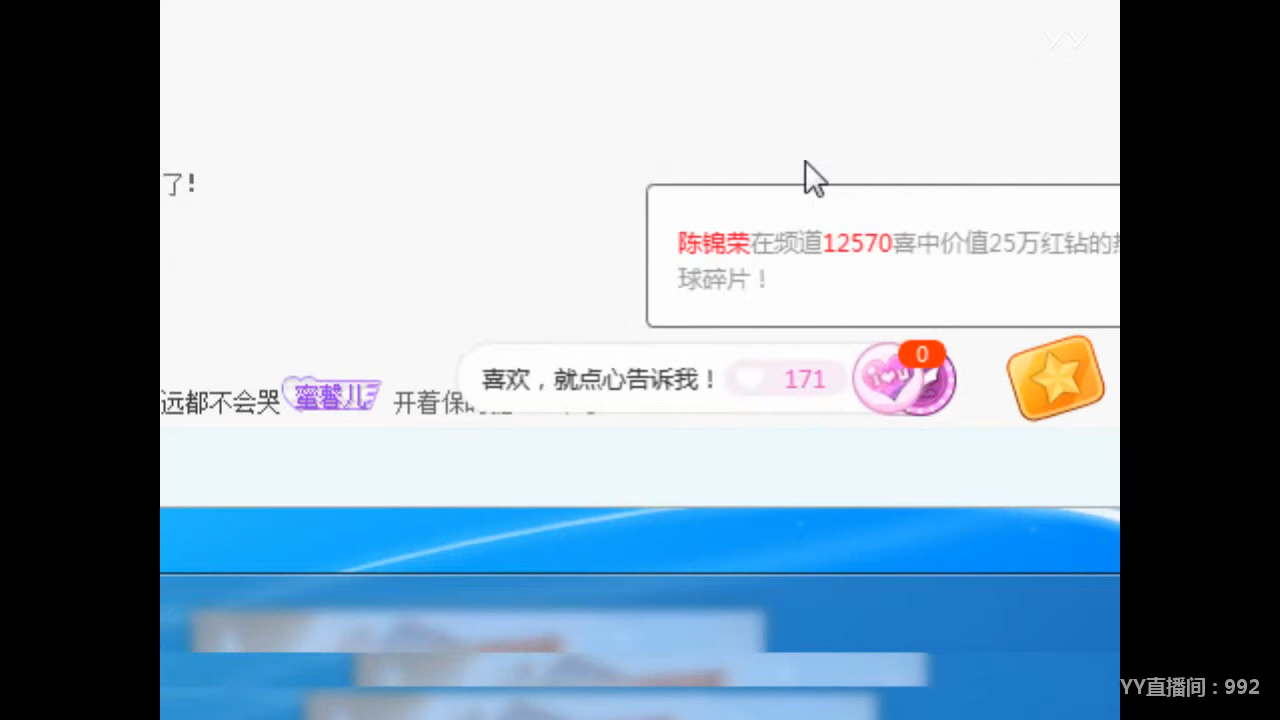 YY
了!
陈锦荣在频道12570喜中价值25万红钻的
球碎片！
0
喜欢，就点心告诉我！ 171
i u
远都不会哭 蜜馨儿 开着保
YY直播间：992